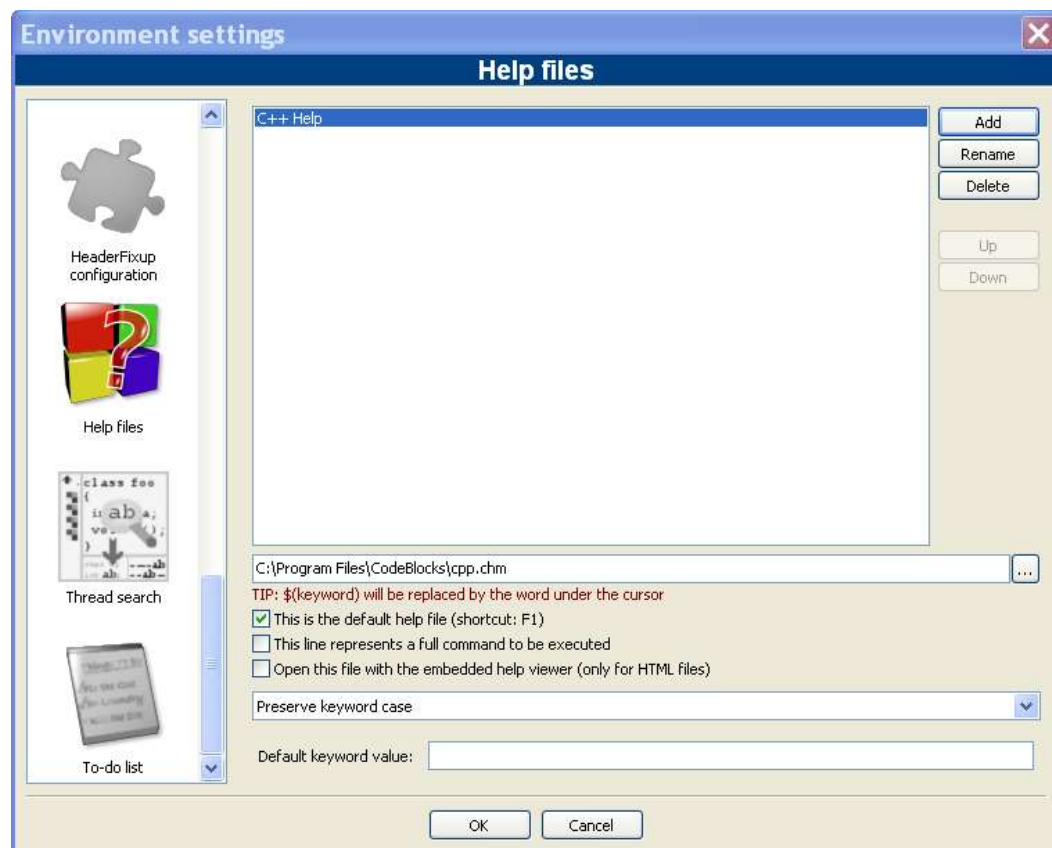 Environment settings
Help files
HeaderFixup
configuration
Help files
class foo
{
ab
}
Thread search
To-do list
C++ Help
Add
Rename
Delete
Up
Down
C:\Program Files\CodeBlocks\cpp.chm
...
TIP: $(keyword) will be replaced by the word under the cursor
This is the default help file (shortcut: F1)
This line represents a full command to be executed
Open this file with the embedded help viewer (only for HTML files)
Preserve keyword case
Default keyword value:
OK
Cancel